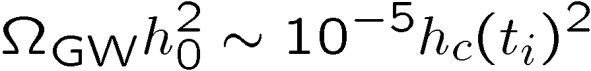 Ω_GW h_0^2 ∼ 10^{−5} h_c(t_i)^2